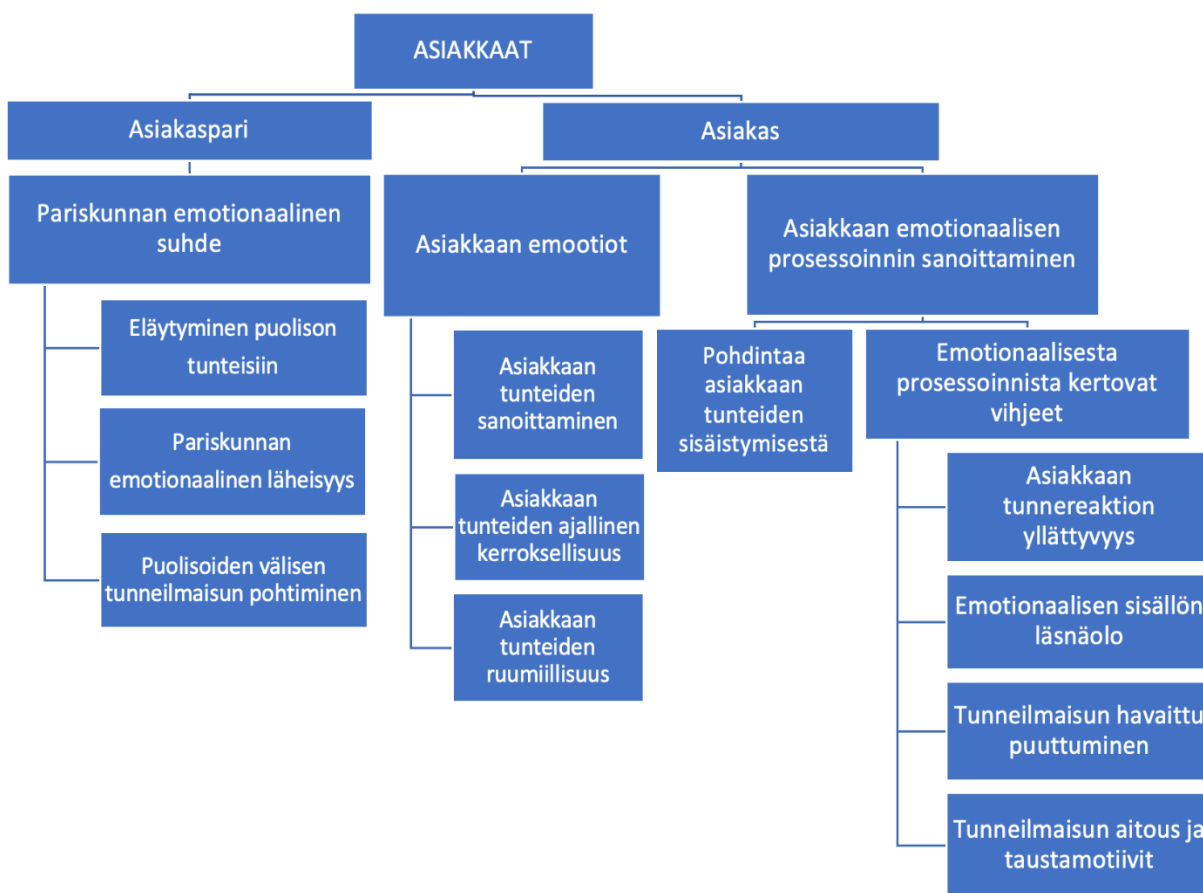 ASIAKKAAT
Asiakaspari
Asiakas
Pariskunnan emotionaalinen
suhde
Asiakkaan emootiot
Asiakkaan emotionaalisen
prosessoinnin sanoittaminen
Eläytyminen puolison
tunteisiin
Pariskunnan
emotionaalinen läheisyys
Puolisoiden välisen
tunneilmaisun pohtiminen
Asiakkaan
tunteiden
sanoittaminen
Asiakkaan
tunteiden ajallinen
kerroksellisuus
Asiakkaan
tunteiden
ruumiillisuus
Pohdintaa
asiakkaan
tunteiden
sisäistymisestä
Emotionaalisesta
prosessoinnista kertovat
vihjeet
Asiakkaan
tunnereaktion
yllättyvyys
Emotionaalisen sisällön
läsnäolo
Tunneilmaisun havaittu
puuttuminen
Tunneilmaisun aitous ja
taustamotiivit